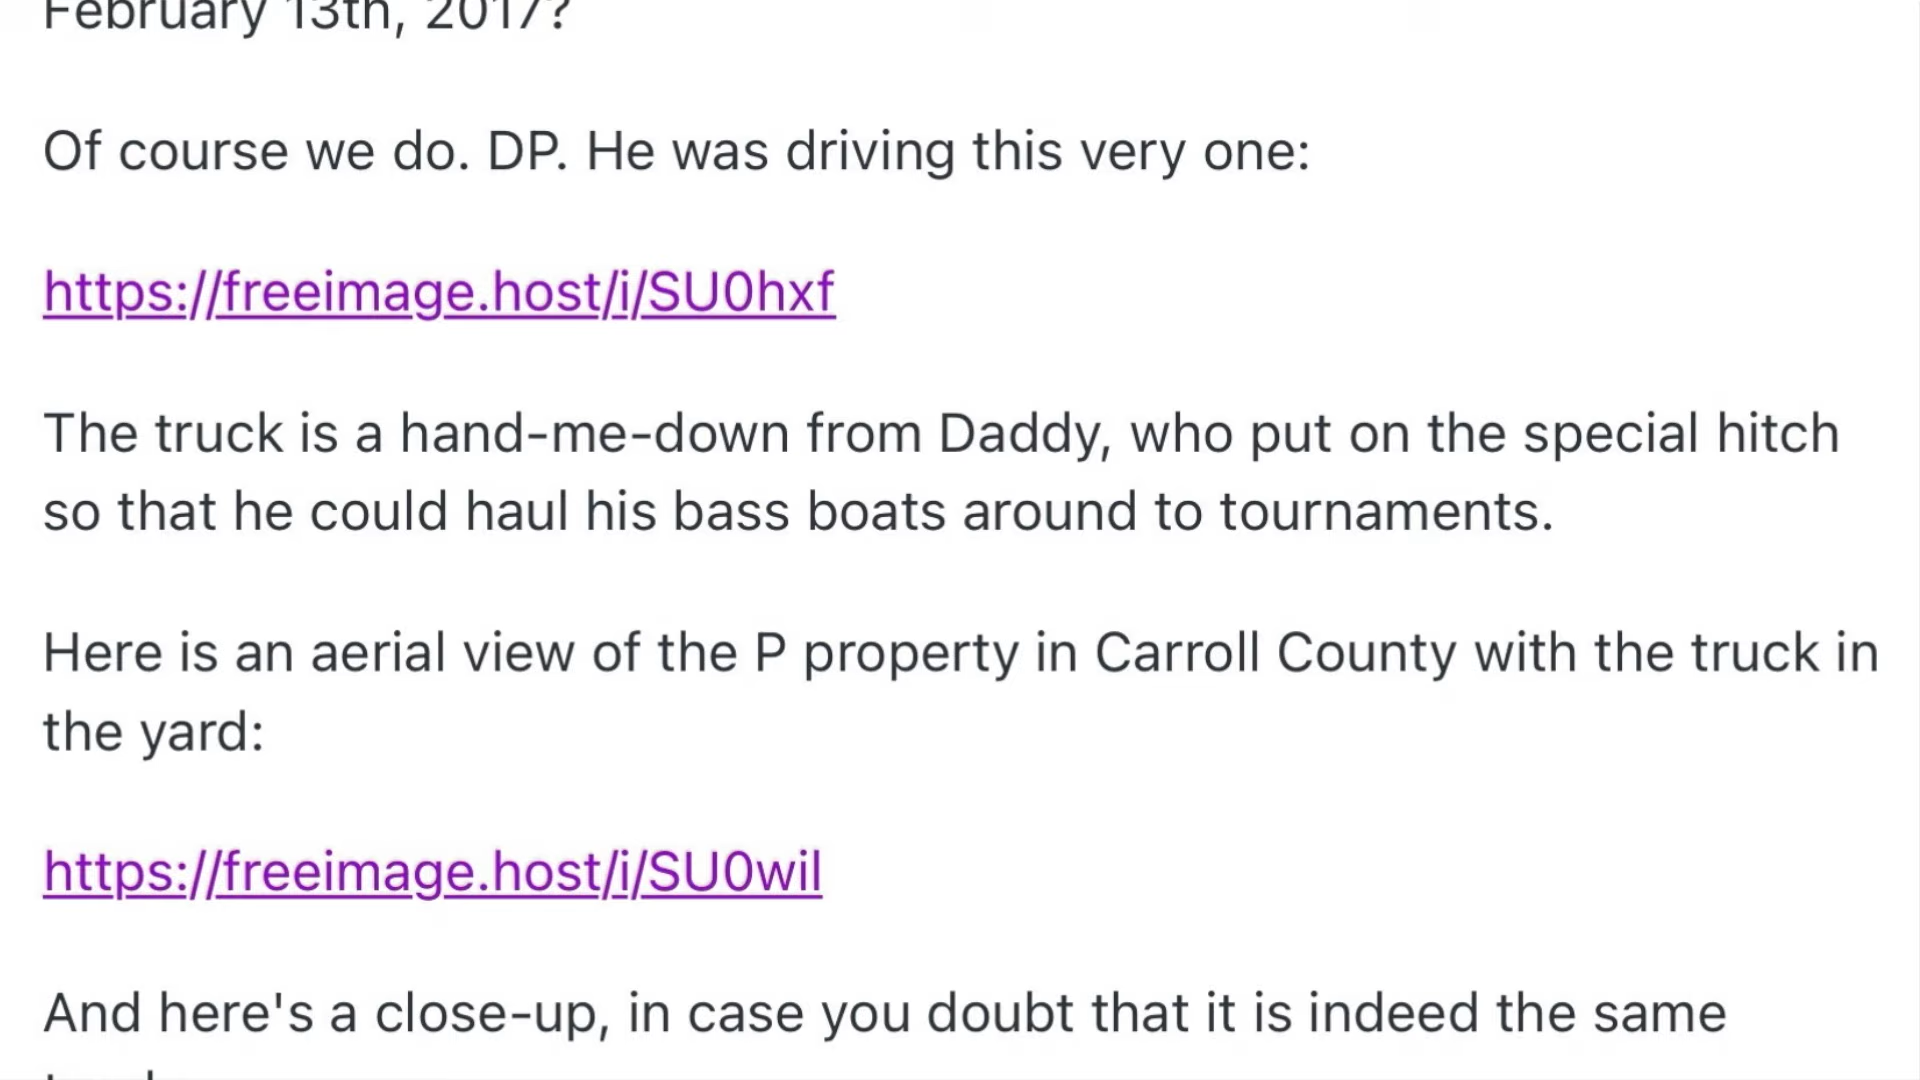 February 13th, 2017?
Of course we do. DP. He was driving this very one:
https://freeimage.host/i/SU0hxf
The truck is a hand-me-down from Daddy, who put on the special hitch
so that he could haul his bass boats around to tournaments.
Here is an aerial view of the P property in Carroll County with the truck in
the yard:
https://freeimage.host/i/SU0wil
And here's a close-up, in case you doubt that it is indeed the same